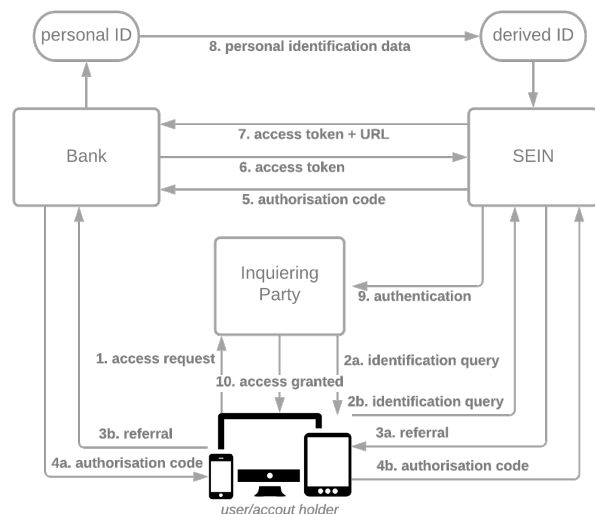 personal ID
derived ID
8. personal identification data
Bank
SEIN
7. access token + URL
6. access token
5. authorisation code
Inquiering
Party
9. authentication
1. access request
2a. identification query
10. access granted
2b. identification query
3b. referral
3a. referral
4a. authorisation code
4b. authorisation code
user/accout holder